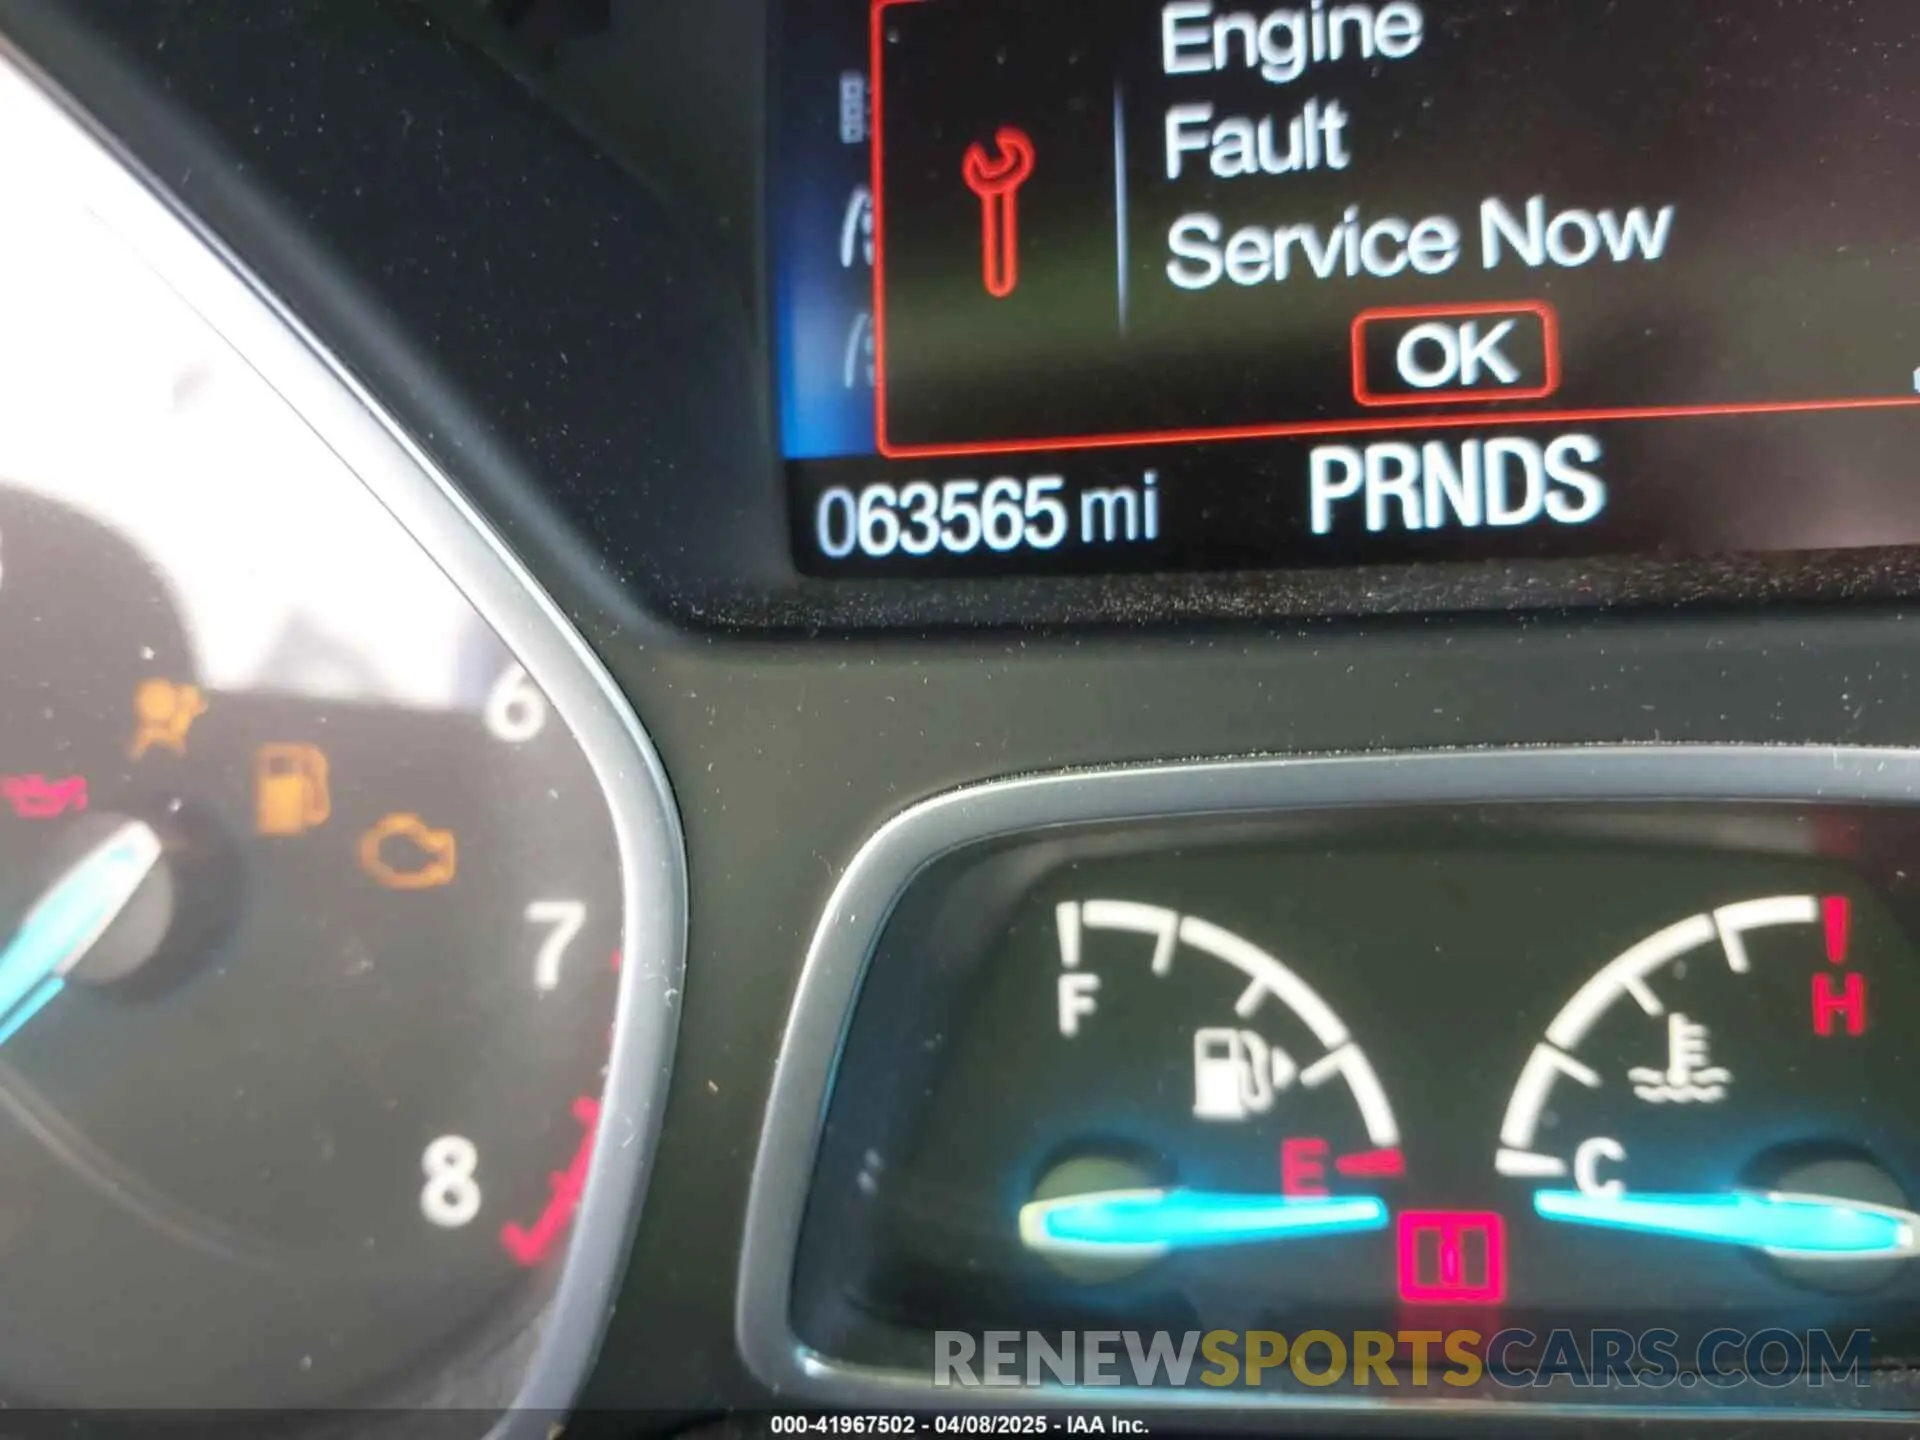 Engine
Fault
Service Now
OK
063565 mi
PRNDS
6
7
8
F
E
H
C
RENEWSPORTSCARS.COM
000-41967502 - 04/08/2025 - IAA Inc.